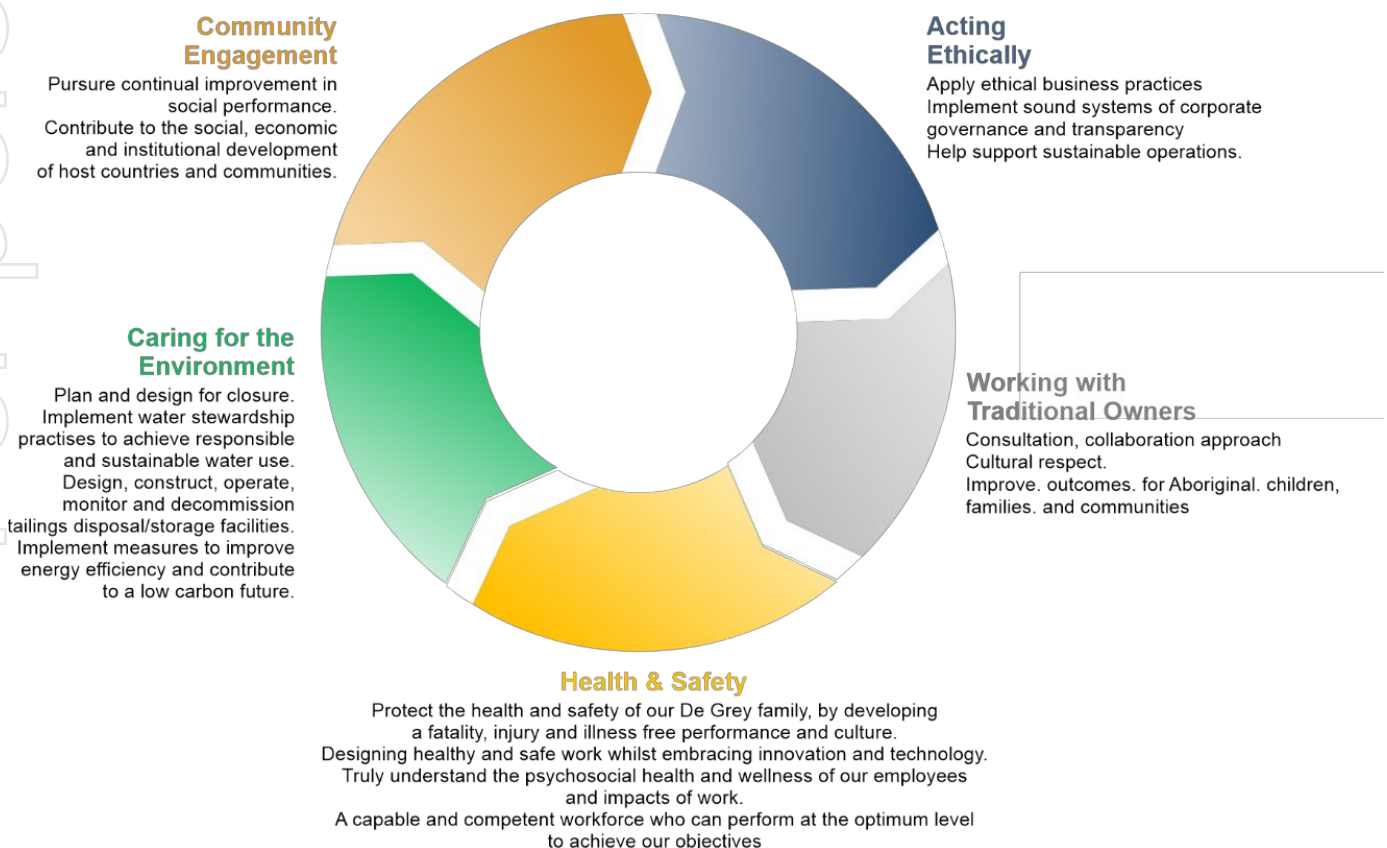 Community
Engagement
Pursure continual improvement in
social performance.
Contribute to the social, economic
and institutional development
of host countries and communities.
Acting
Ethically
Apply ethical business practices
Implement sound systems of corporate
governance and transparency
Help support sustainable operations.
Caring for the
Environment
Plan and design for closure.
Implement water stewardship
practises to achieve responsible
and sustainable water use.
Design, construct, operate,
monitor and decommission
tailings disposal/storage facilities.
Implement measures to improve
energy efficiency and contribute
to a low carbon future.
Working with
Traditional Owners
Consultation, collaboration approach
Cultural respect.
Improve. outcomes. for Aboriginal. children,
families. and communities
Health & Safety
Protect the health and safety of our De Grey family, by developing
a fatality, injury and illness free performance and culture.
Designing healthy and safe work whilst embracing innovation and technology.
Truly understand the psychosocial health and wellness of our employees
and impacts of work.
A capable and competent workforce who can perform at the optimum level
to achieve our objectives